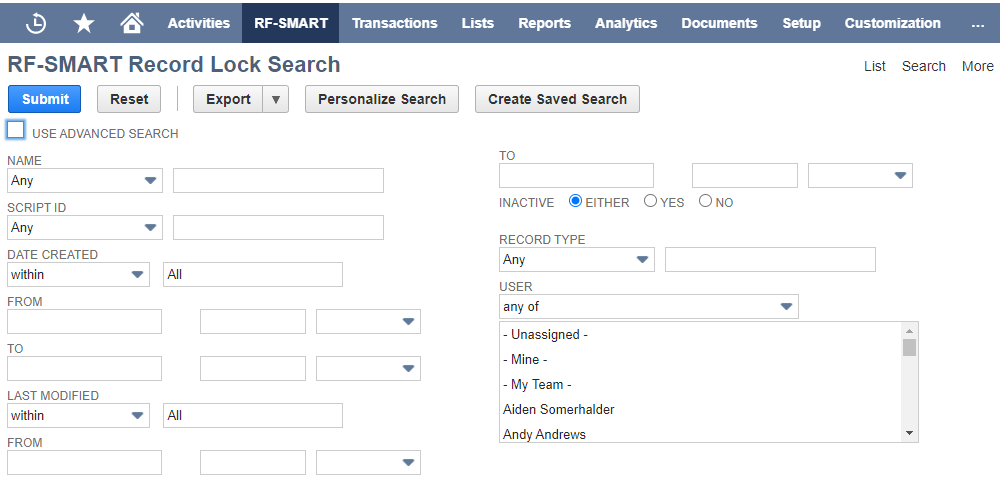 Activities RF-SMART Transactions Lists Reports Analytics Documents Setup Customization ...
RF-SMART Record Lock Search
List Search More
Submit Reset Export Personalize Search Create Saved Search
USE ADVANCED SEARCH
NAME
Any
SCRIPT ID
Any
DATE CREATED
within All
FROM
TO
LAST MODIFIED
within All
FROM
TO
INACTIVE EITHER YES NO
RECORD TYPE
Any
USER
any of
- Unassigned -
- Mine -
- My Team -
Aiden Somerhalder
Andy Andrews